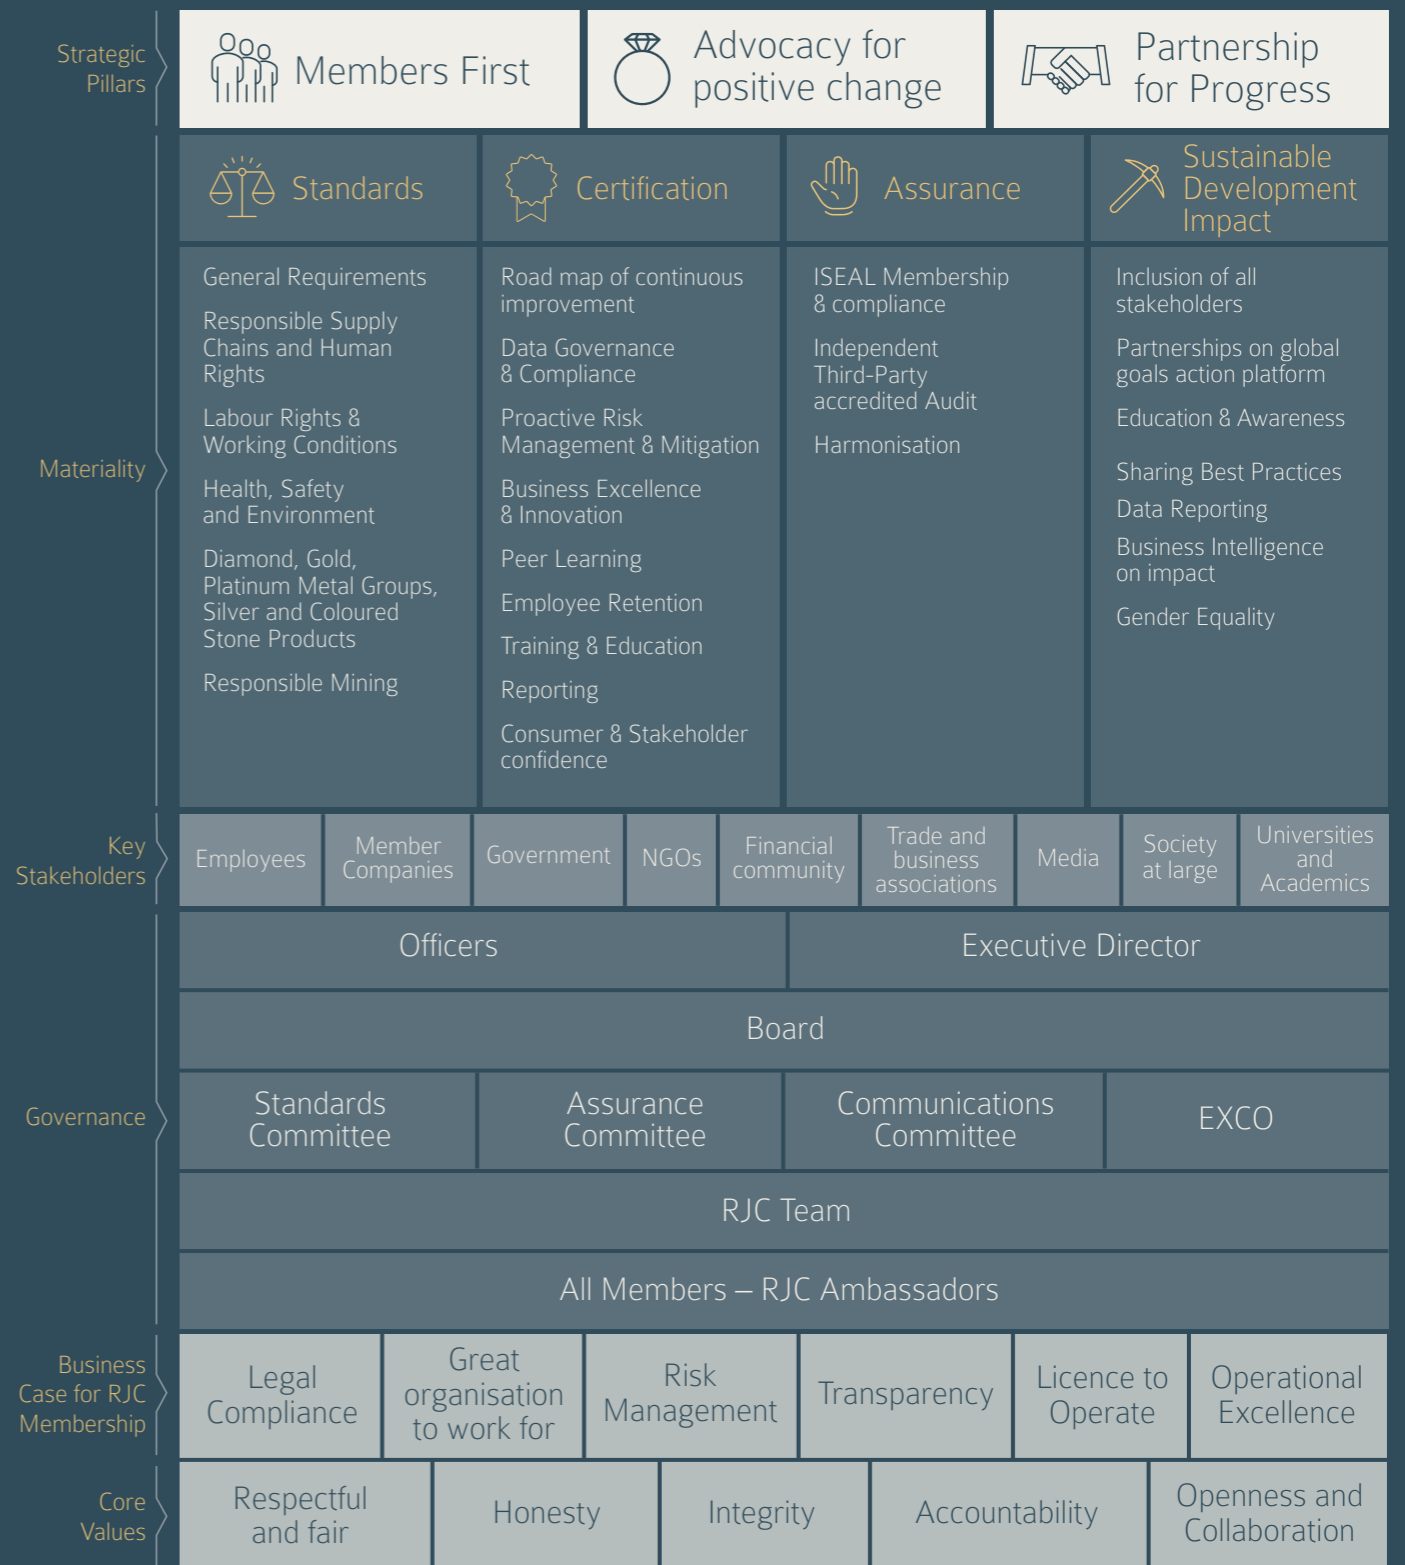 Strategic
Pillars
Members First
Advocacy for
positive change
Partnership
for Progress
Materiality
Standards
General Requirements
Responsible Supply
Chains and Human
Rights
Labour Rights &
Working Conditions
Health, Safety
and Environment
Diamond, Gold,
Platinum Metal Groups,
Silver and Coloured
Stone Products
Responsible Mining
Certification
Road map of continuous
improvement
Data Governance
& Compliance
Proactive Risk
Management & Mitigation
Business Excellence
& Innovation
Peer Learning
Employee Retention
Training & Education
Reporting
Consumer & Stakeholder
confidence
Assurance
ISEAL Membership
& compliance
Independent
Third-Party
accredited Audit
Harmonisation
Sustainable
Development
Impact
Inclusion of all
stakeholders
Partnerships on global
goals action platform
Education & Awareness
Sharing Best Practices
Data Reporting
Business Intelligence
on impact
Gender Equality
Key
Stakeholders
Employees
Member
Companies
Government
NGOs
Financial
community
Trade and
business
associations
Media
Society
at large
Universities
and
Academics
Governance
Officers
Executive Director
Board
Standards
Committee
Assurance
Committee
Communications
Committee
EXCO
RJC Team
All Members – RJC Ambassadors
Business
Case for RJC
Membership
Legal
Compliance
Great
organisation
to work for
Risk
Management
Transparency
Licence to
Operate
Operational
Excellence
Core
Values
Respectful
and fair
Honesty
Integrity
Accountability
Openness and
Collaboration